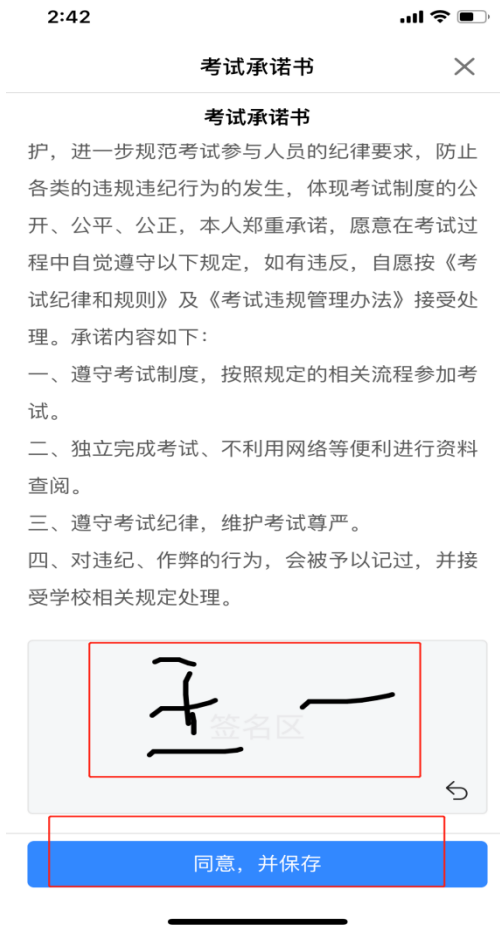 2:42
考试承诺书
考试承诺书
护，进一步规范考试参与人员的纪律要求，防止
各类的违规违纪行为的发生，体现考试制度的公
开、公平、公正，本人郑重承诺，愿意在考试过
程中自觉遵守以下规定，如有违反，自愿按《考
试纪律和规则》及《考试违规管理办法》接受处
理。承诺内容如下：
一、遵守考试制度，按照规定的相关流程参加考
试。
二、独立完成考试、不利用网络等便利进行资料
查阅。
三、遵守考试纪律，维护考试尊严。
四、对违纪、作弊的行为，会被予以记过，并接
受学校相关规定处理。
王一
签名区
同意，并保存